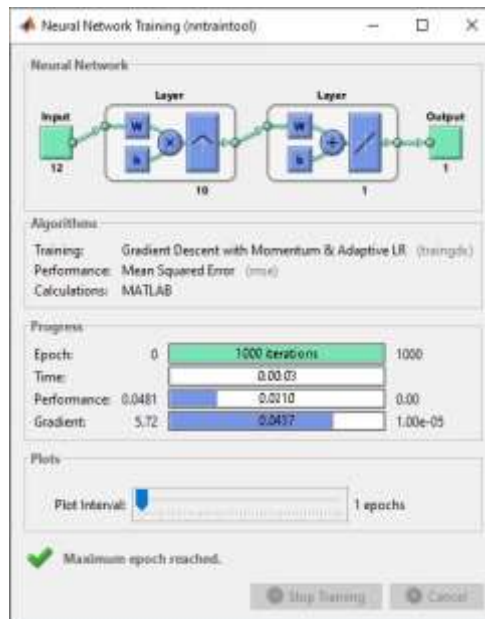 Neural Network Training (nntraintool)
Neural Network
Layer Layer
Input Output
W W
b b
12 10 1 1
Algorithms
Training: Gradient Descent with Momentum & Adaptive LR (traingdx)
Performance: Mean Squared Error (mse)
Calculations: MATLAB
Progress
Epoch: 0 1000 iterations 1000
Time: 0:00:03
Performance: 0.0481 0.0210 0.00
Gradient: 5.72 0.0437 1.00e-05
Plots
Plot Interval: 1 epochs
Maximum epoch reached.
Stop Training Cancel